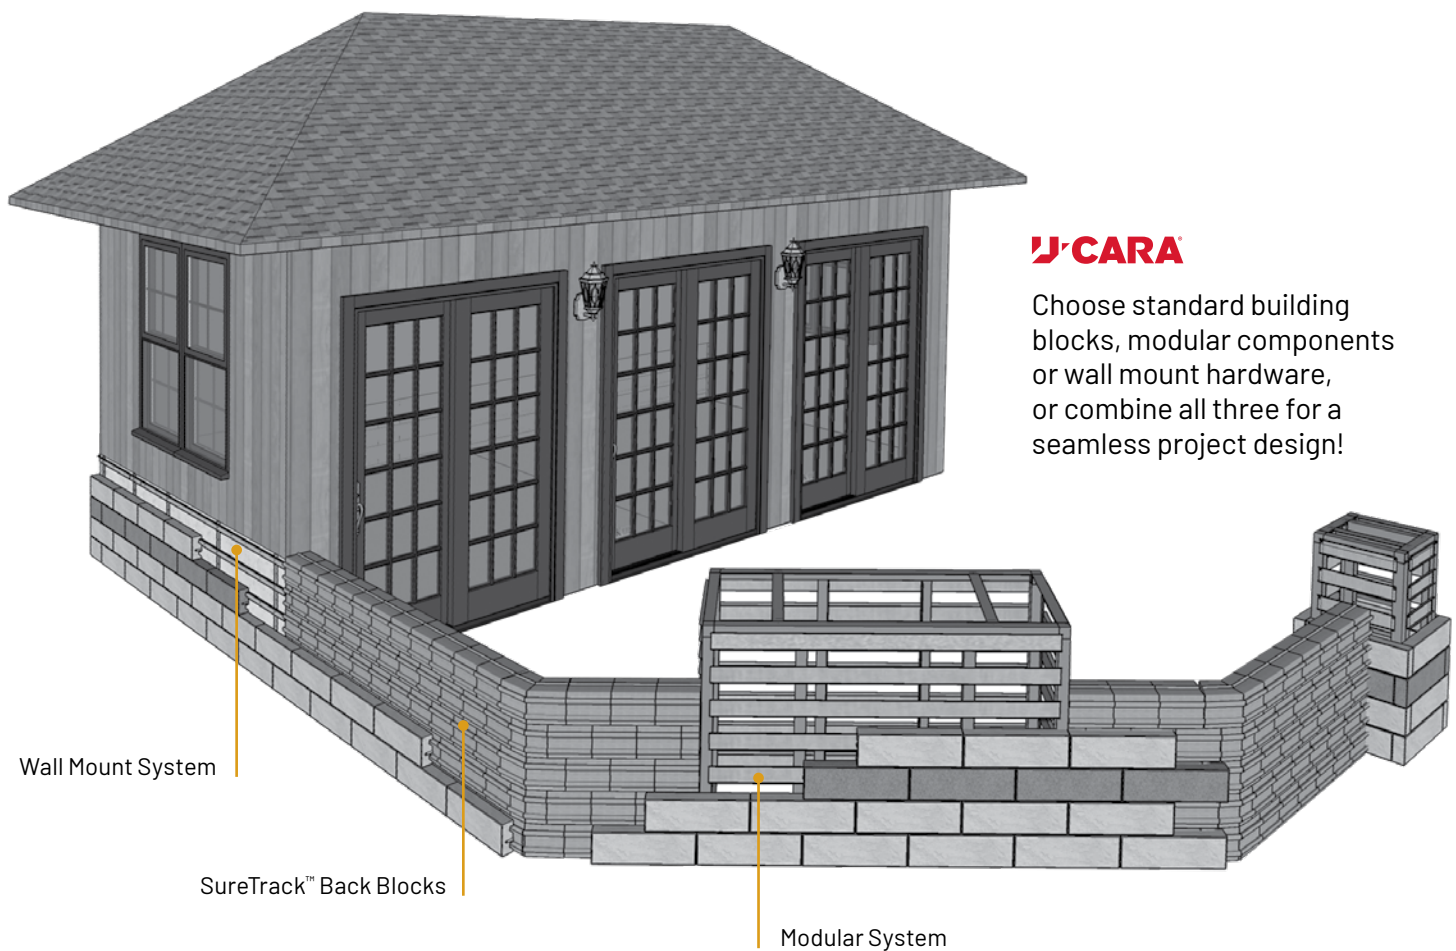 U·CARA®
Choose standard building
blocks, modular components
or wall mount hardware,
or combine all three for a
seamless project design!
Wall Mount System
SureTrack™ Back Blocks
Modular System